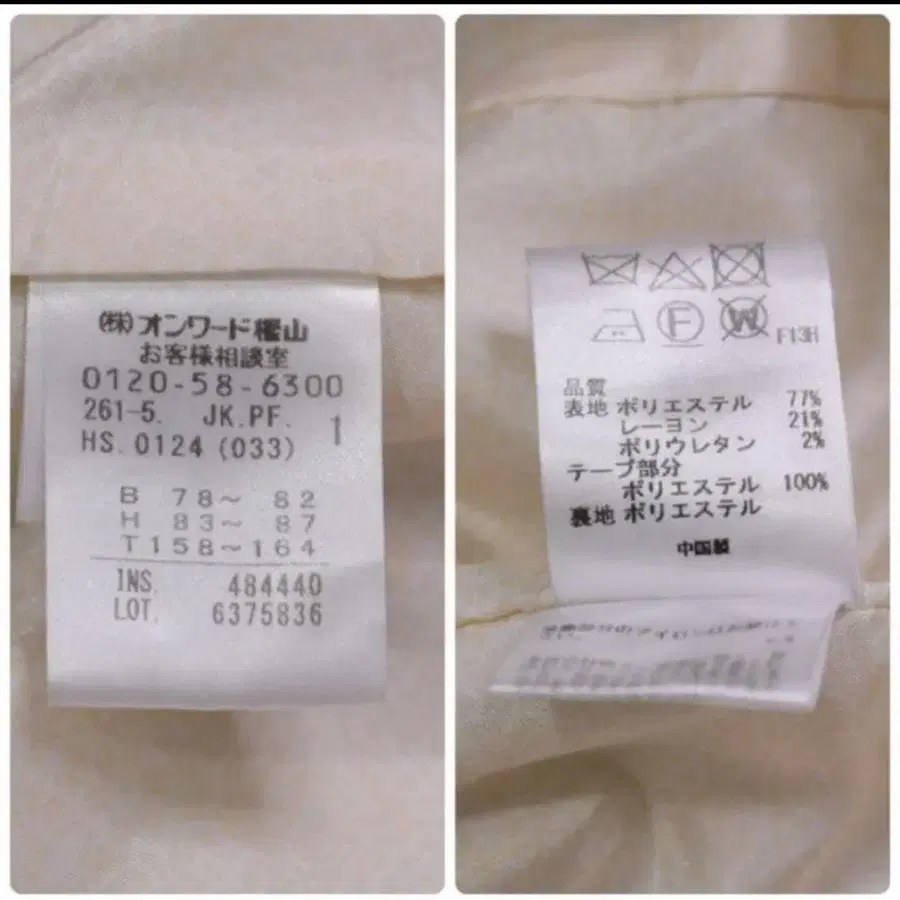 (株)オンワード樫山
お客様相談室
0120-58-6300
261-5. JK.PF.
HS. 0124 (033) 1
B 78～ 82
H 83～ 87
T158～164
INS. 484440
LOT. 6375836
F
W
F13H
品質
表地 ポリエステル 77%
レーヨン 21%
ポリウレタン 2%
テープ部分
ポリエステル 100%
裏地 ポリエステル
中国製